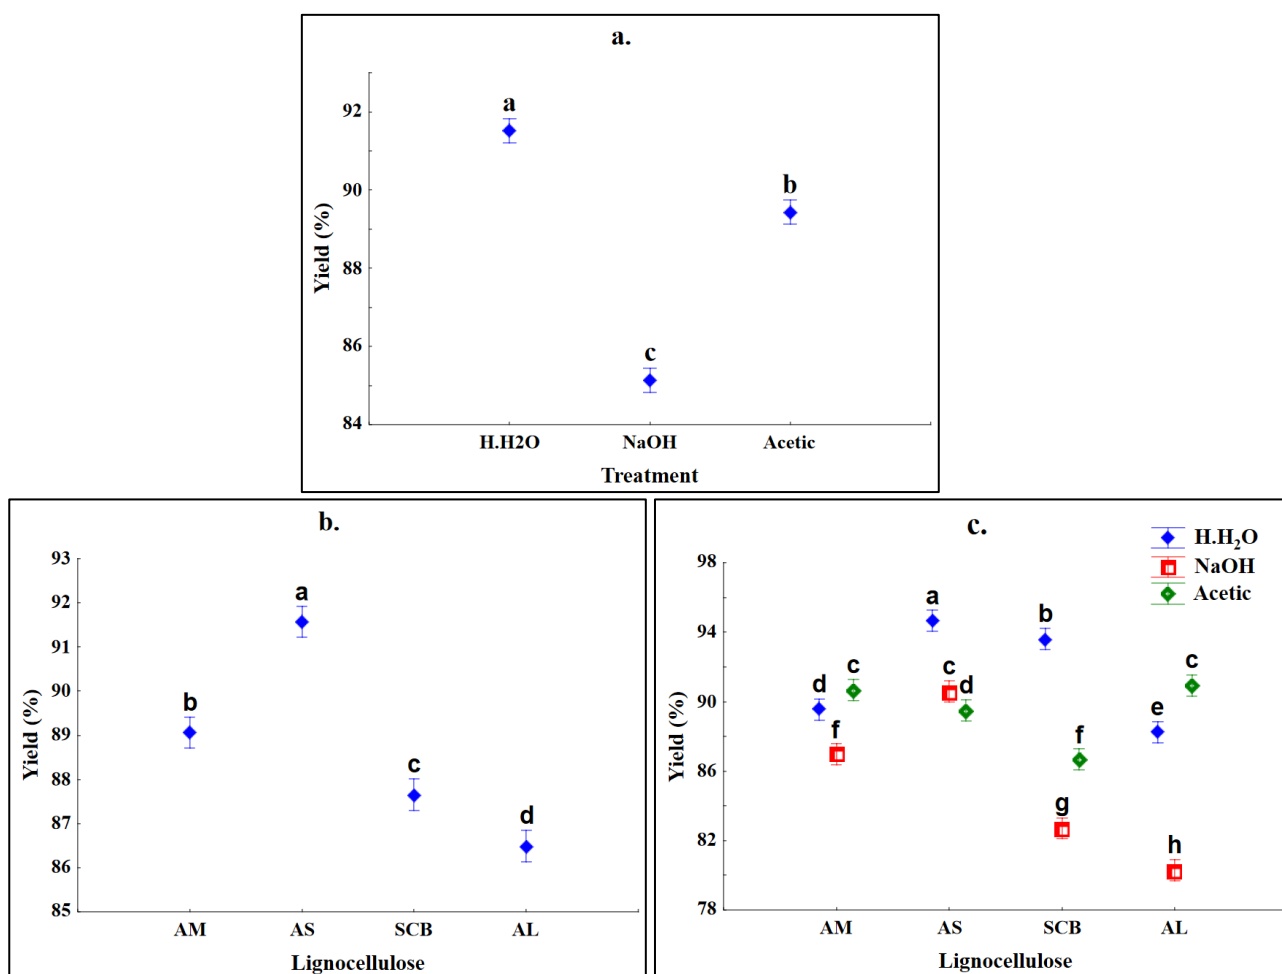 a.
Yield (%)
92
90
88
86
84
a
c
b
H.H2O NaOH Acetic
Treatment
b.
Yield (%)
93
92
91
90
89
88
87
86
85
b
a
c
d
AM AS SCB AL
Lignocellulose
c.
H.H₂O
NaOH
Acetic
Yield (%)
98
94
90
86
82
78
d
f
c
a
c
d
b
g
f
e
h
c
AM AS SCB AL
Lignocellulose